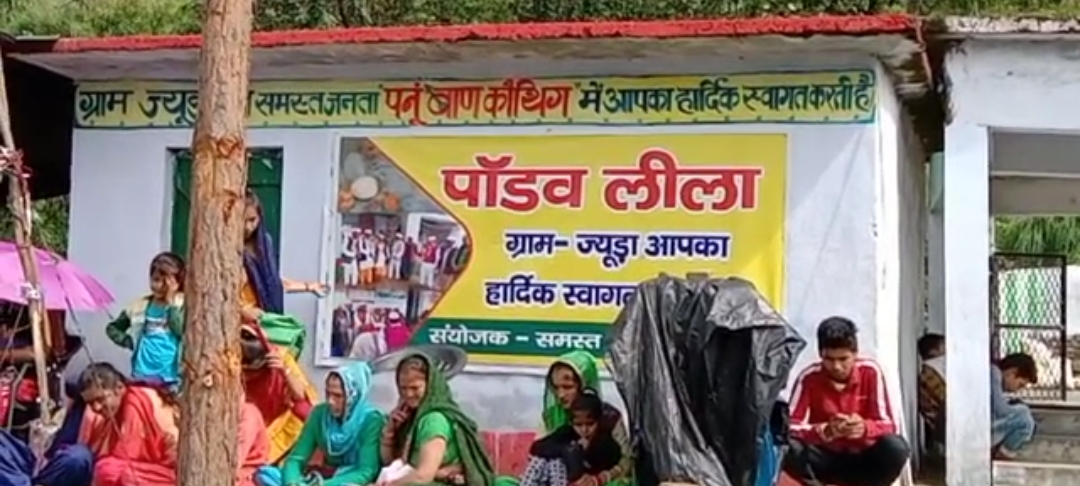 ग्राम ज्यूड़ा समस्त जनता पनूं बाण कौथिग में आपका हार्दिक स्वागत करती है
पॉडव लीला
ग्राम- ज्यूड़ा आपका
हार्दिक स्वागत
संयोजक - समस्त